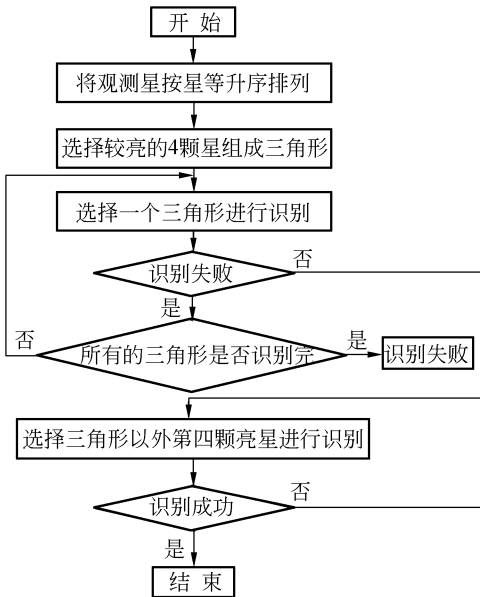 开 始
将观测星按星等升序排列
选择较亮的4颗星组成三角形
选择一个三角形进行识别
识别失败
否
是
否
所有的三角形是否识别完
是
识别失败
选择三角形以外第四颗亮星进行识别
识别成功
否
是
结 束